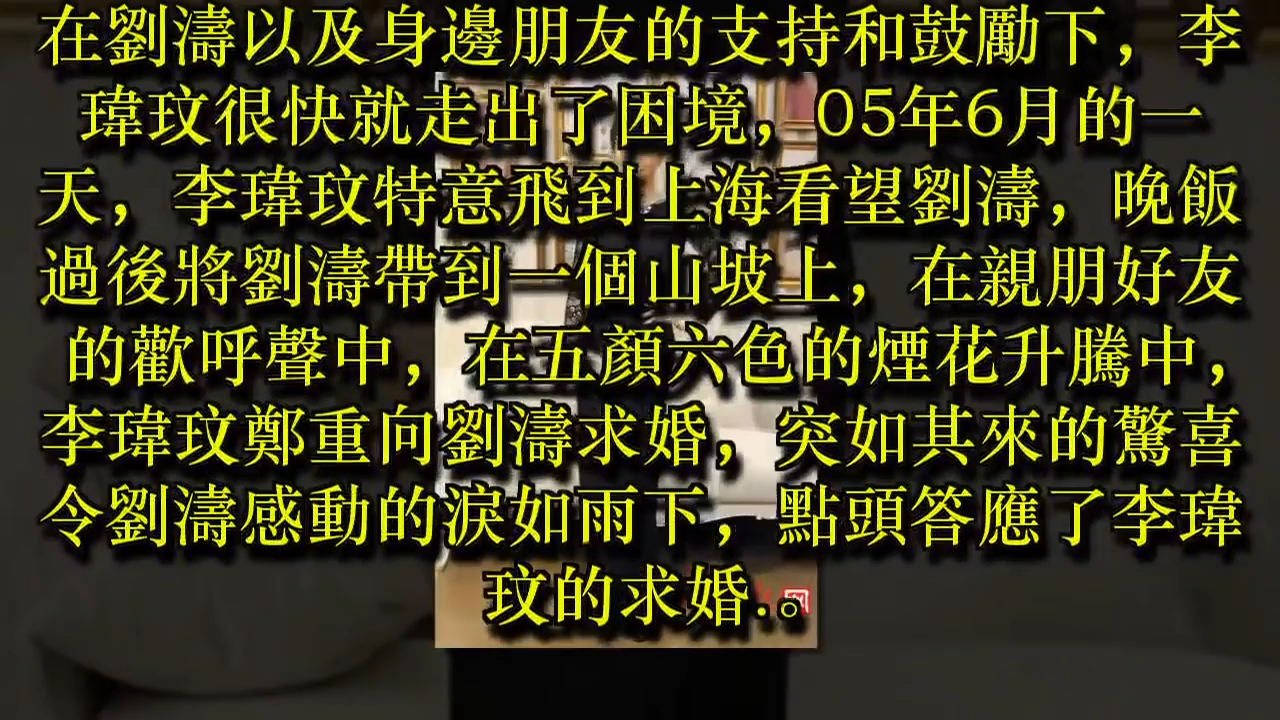 在劉濤以及身邊朋友的支持和鼓勵下，李
瑋玟很快就走出了困境，05年6月的一
天，李瑋玟特意飛到上海看望劉濤，晚飯
過後將劉濤帶到一個山坡上，在親朋好友
的歡呼聲中，在五顏六色的煙花升騰中，
李瑋玟鄭重向劉濤求婚，突如其來的驚喜
令劉濤感動的淚如雨下，點頭答應了李瑋
玟的求婚.。